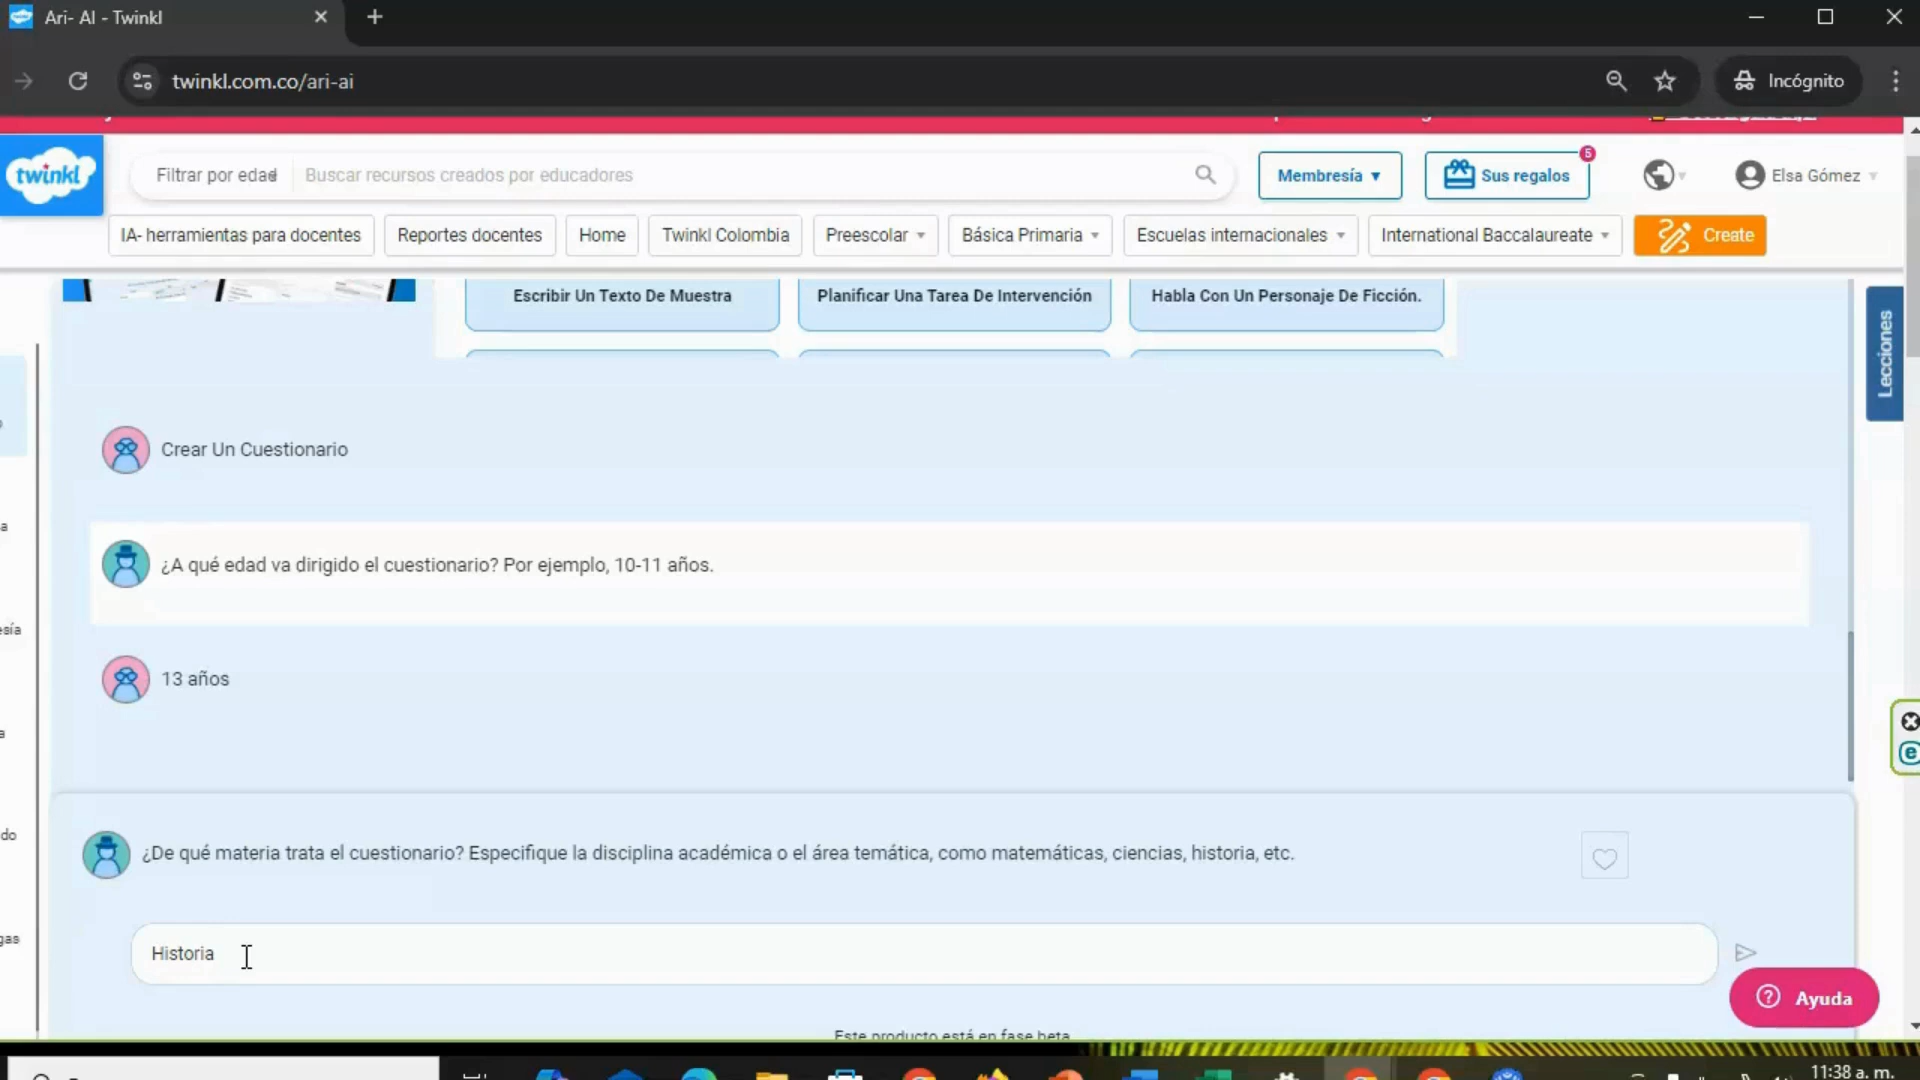 Ari- AI - Twinkl
twinkl.com.co/ari-ai
Incógnito
twinkl
Filtrar por edad
Buscar recursos creados por educadores
Membresía
Sus regalos
5
Elsa Gómez
IA- herramientas para docentes
Reportes docentes
Home
Twinkl Colombia
Preescolar
Básica Primaria
Escuelas internacionales
International Baccalaureate
Create
Escribir Un Texto De Muestra
Planificar Una Tarea De Intervención
Habla Con Un Personaje De Ficción.
Lecciones
Crear Un Cuestionario
¿A qué edad va dirigido el cuestionario? Por ejemplo, 10-11 años.
13 años
¿De qué materia trata el cuestionario? Especifique la disciplina académica o el área temática, como matemáticas, ciencias, historia, etc.
Historia
Ayuda
Este producto está en fase beta
11:38 a. m.